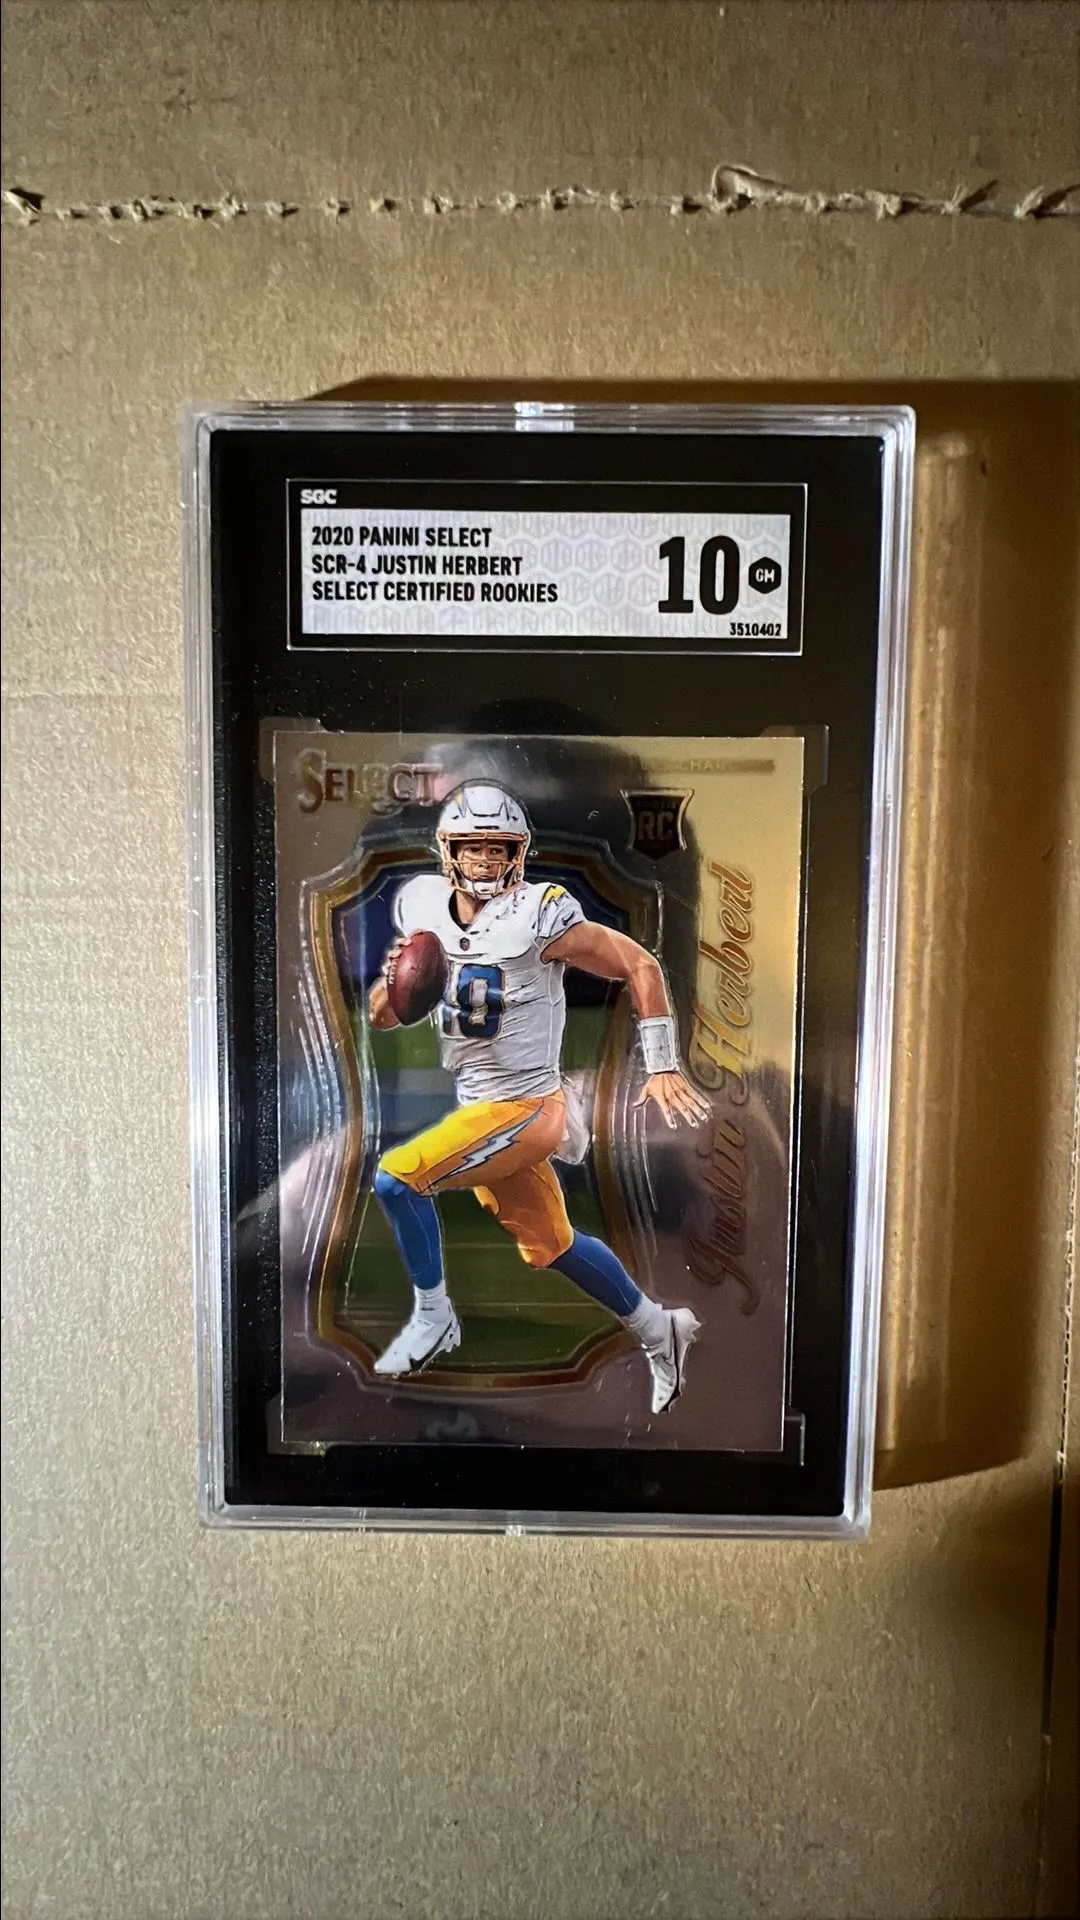 SGC
2020 PANINI SELECT
SCR-4 JUSTIN HERBERT
SELECT CERTIFIED ROOKIES
10
GM
3510402
SELECT
RC
Justin Herbert